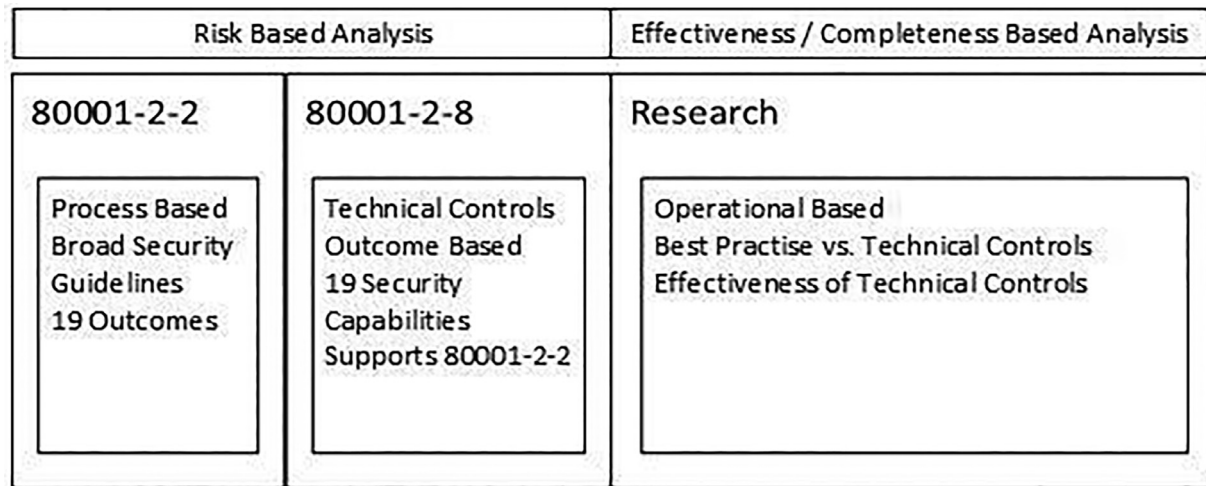 Risk Based Analysis
Effectiveness / Completeness Based Analysis
80001-2-2
Process Based
Broad Security
Guidelines
19 Outcomes
80001-2-8
Technical Controls
Outcome Based
19 Security
Capabilities
Supports 80001-2-2
Research
Operational Based
Best Practise vs. Technical Controls
Effectiveness of Technical Controls